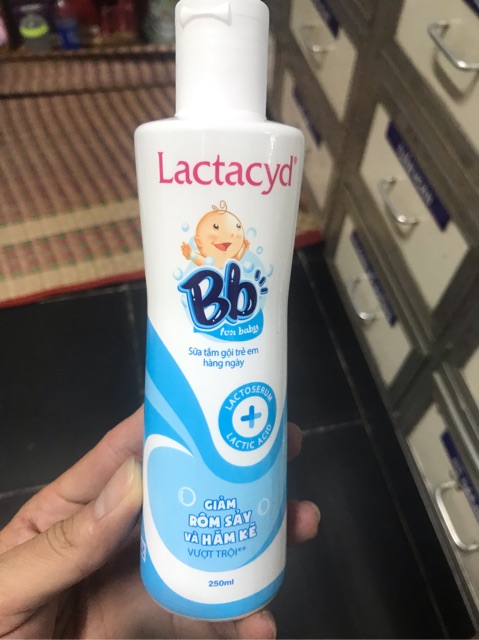 Lactacyd®
Bb
for baby
Sữa tắm gội trẻ em
hàng ngày
LACTOSERUM
+
LACTIC ACID
GIẢM
RÔM SẢY
VÀ HĂM KẼ
VƯỢT TRỘI**
250ml